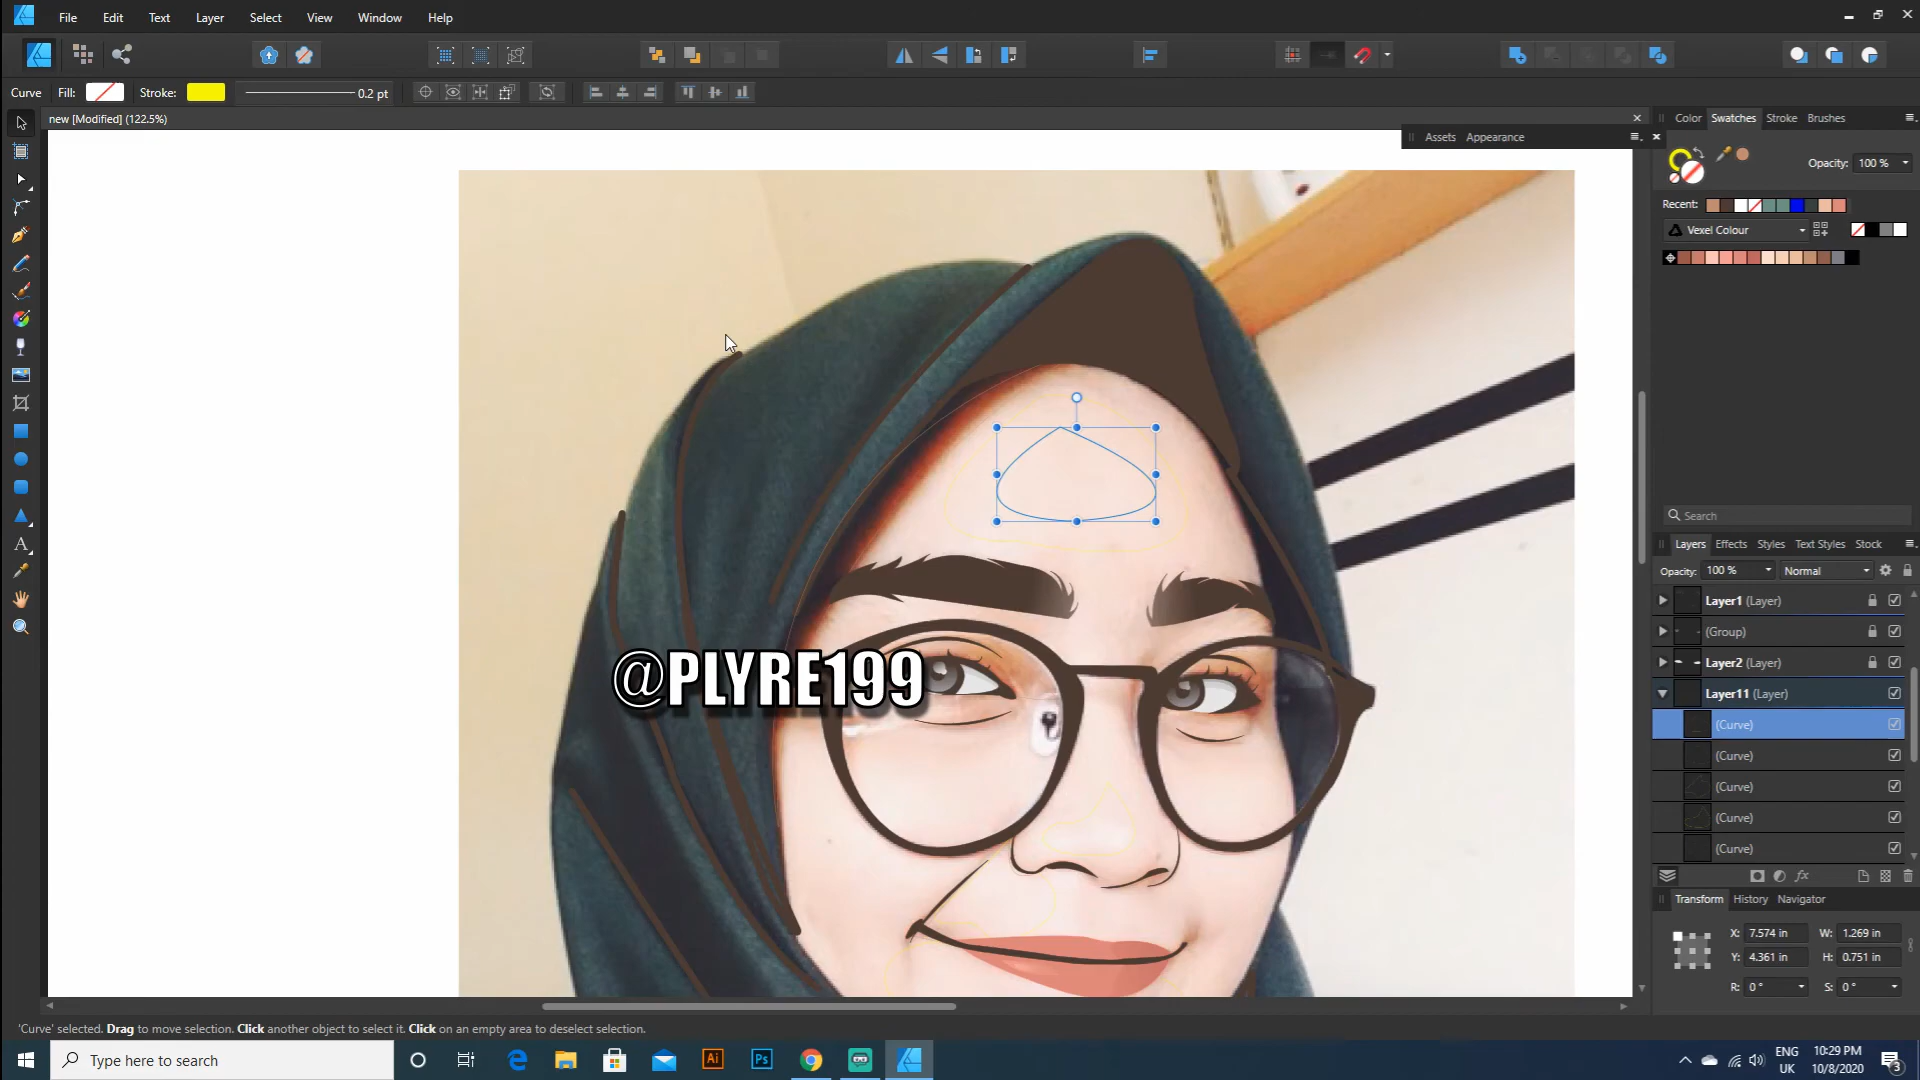 File Edit Text Layer Select View Window Help
Curve Fill: Stroke: 0.2 pt
new [Modified] (122.5%)
Assets Appearance
Color Swatches Stroke Brushes
Opacity: 100 %
Recent:
Vexel Colour
Search
Layers Effects Styles Text Styles Stock
Opacity: 100 % Normal
Layer1 (Layer)
(Group)
Layer2 (Layer)
Layer11 (Layer)
(Curve)
(Curve)
(Curve)
(Curve)
(Curve)
fx
Transform History Navigator
X: 7.574 in W: 1.269 in
Y: 4.361 in H: 0.751 in
R: 0 ° S: 0 °
@PLYRE199
'Curve' selected. Drag to move selection. Click another object to select it. Click on an empty area to deselect selection.
Type here to search
Ai
Ps
ENG
UK
10:29 PM
10/8/2020
3